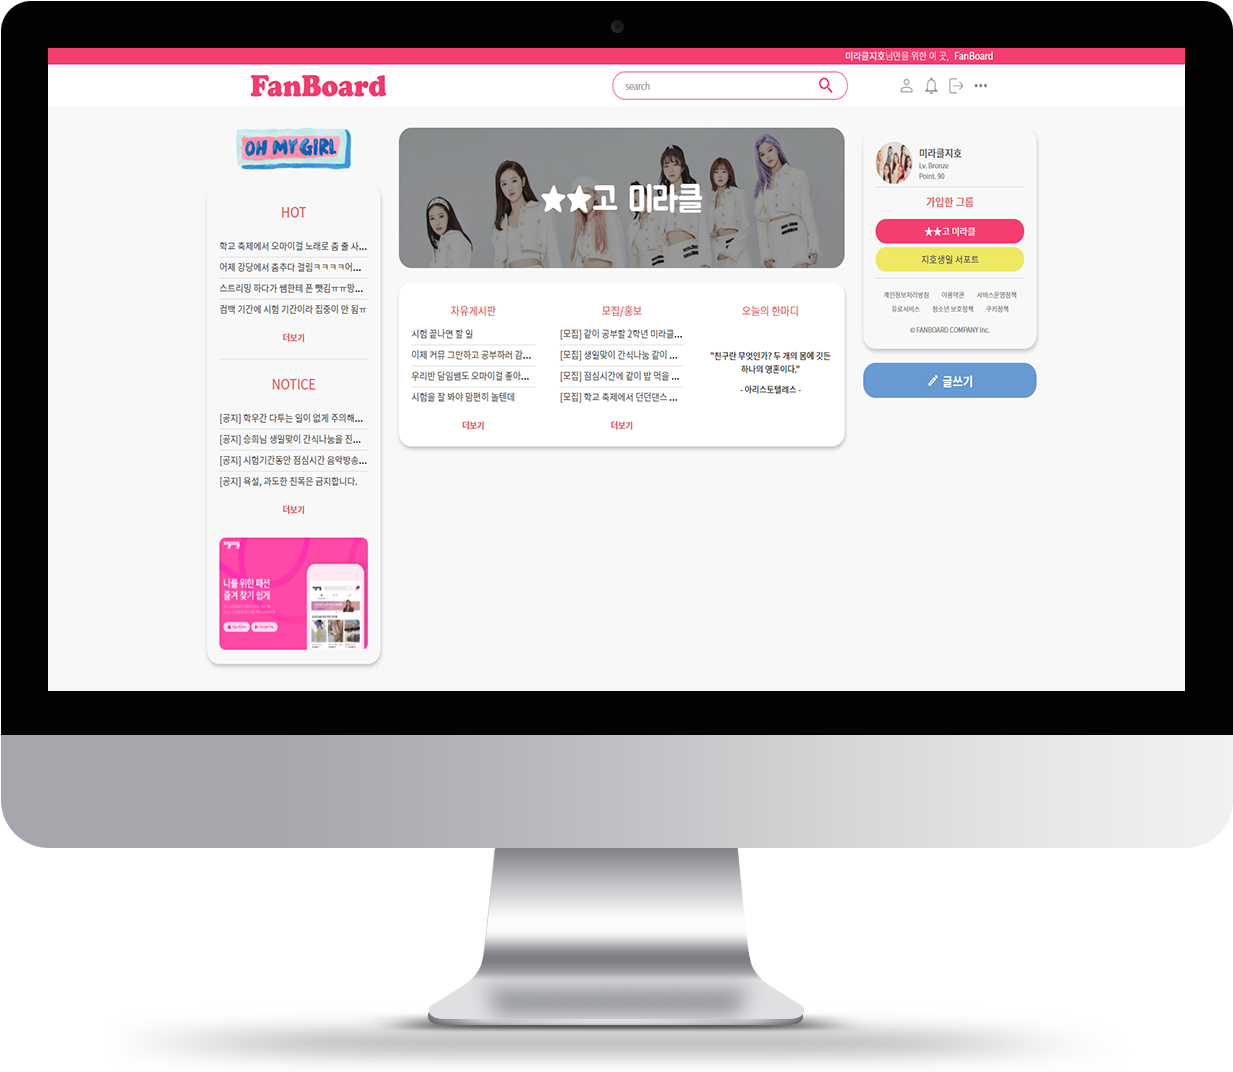 미라클지호님만을 위한 이 곳, FanBoard
FanBoard
search
OH MY GIRL
HOT
학교 축제에서 오마이걸 노래로 춤 출 사...
어제 강당에서 춤추다 걸림ㅋㅋㅋㅋ어...
스트리밍 하다가 쌤한테 폰 뺏김ㅠㅠ망...
컴백 기간에 시험 기간이라 집중이 안 됨ㅠ
더보기
NOTICE
[공지] 학우간 다투는 일이 없게 주의해...
[공지] 승희님 생일맞이 간식나눔을 진...
[공지] 시험기간동안 점심시간 음악방송...
[공지] 욕설, 과도한 친목은 금지합니다.
더보기
나를 위한 패션
즐겨 찾기 쉽게
App Store
Google Play
★★고 미라클
자유게시판
시험 끝나면 할 일
이제 커뮤 그만하고 공부하러 감...
우리반 담임쌤도 오마이걸 좋아...
시험을 잘 봐야 맘편히 놀텐데
더보기
모집/홍보
[모집] 같이 공부할 2학년 미라클...
[모집] 생일맞이 간식나눔 같이 ...
[모집] 점심시간에 같이 밥 먹을 ...
[모집] 학교 축제에서 던던댄스 ...
더보기
오늘의 한마디
"친구란 무엇인가? 두 개의 몸에 깃든
하나의 영혼이다."
- 아리스토텔레스 -
미라클지호
Lv. Bronze
Point. 90
가입한 그룹
★★고 미라클
지호생일 서포트
개인정보처리방침 이용약관 서비스운영정책
유료서비스 청소년 보호정책 쿠키정책
© FANBOARD COMPANY Inc.
글쓰기